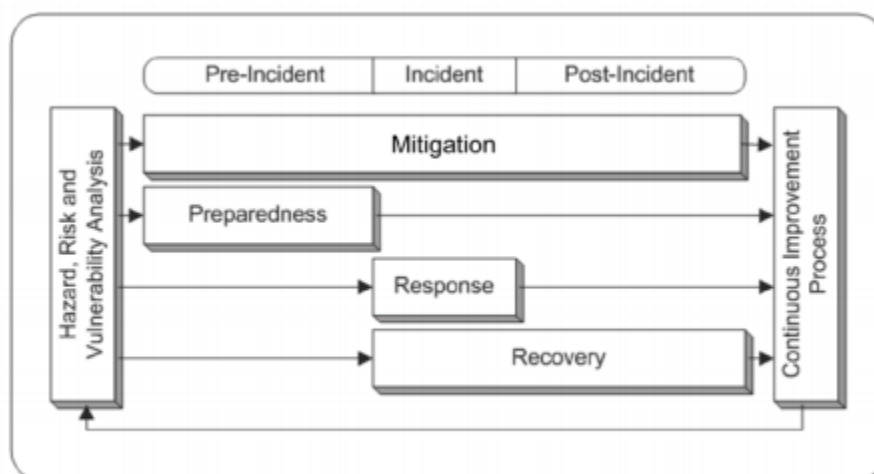 Pre-Incident
Incident
Post-Incident
Hazard, Risk and
Vulnerability Analysis
Mitigation
Preparedness
Response
Recovery
Continuous Improvement
Process